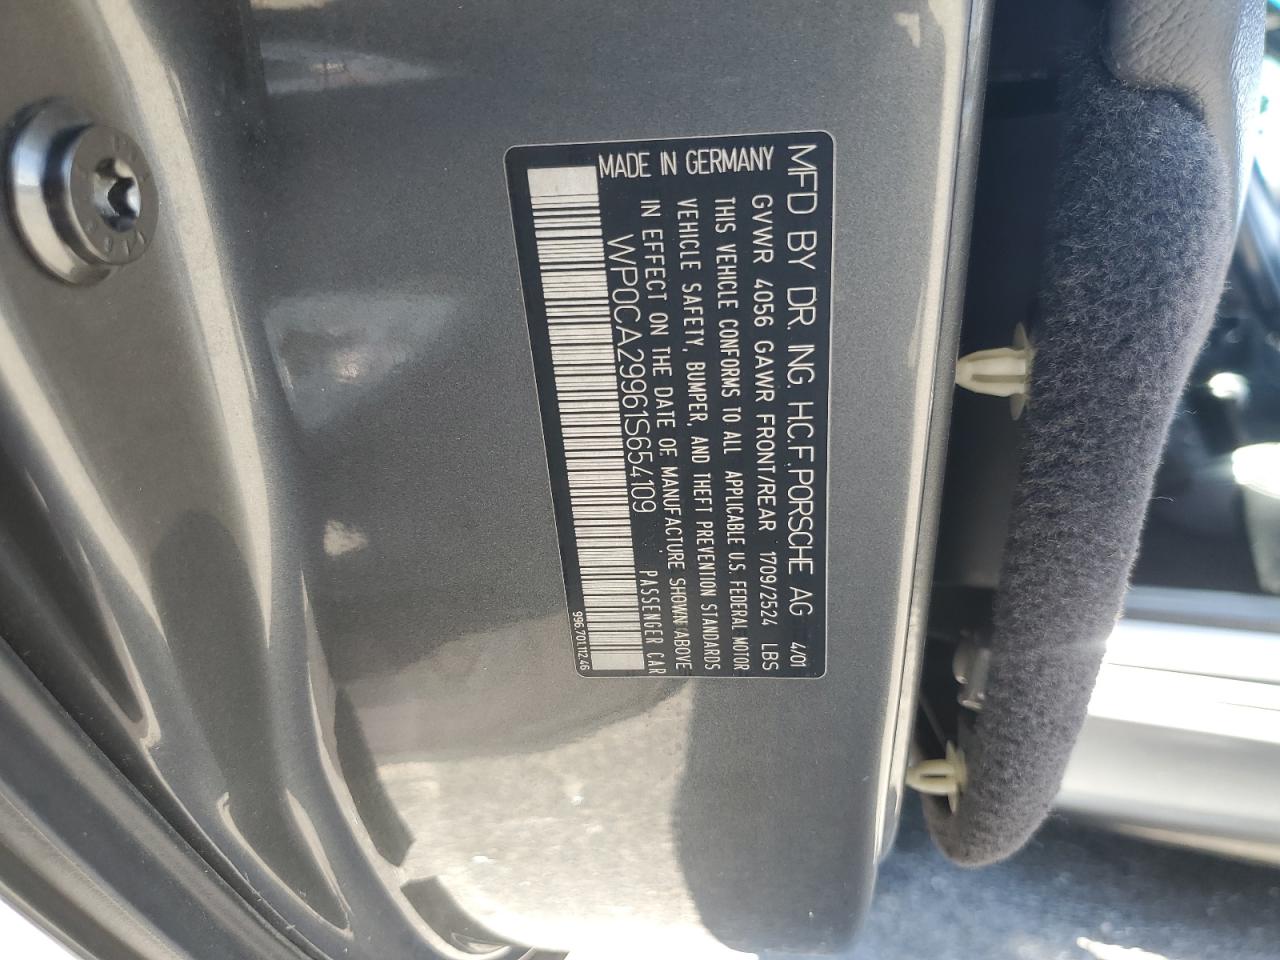 MFD BY DR. ING. H.C. F. PORSCHE AG 4/01
GVWR 4056 GAWR FRONT/REAR 1709/2524 LBS
THIS VEHICLE CONFORMS TO ALL APPLICABLE U.S. FEDERAL MOTOR
VEHICLE SAFETY, BUMPER, AND THEFT PREVENTION STANDARDS
IN EFFECT ON THE DATE OF MANUFACTURE SHOWN ABOVE
WP0CA29961S654109 PASSENGER CAR
MADE IN GERMANY
996.701.112.46